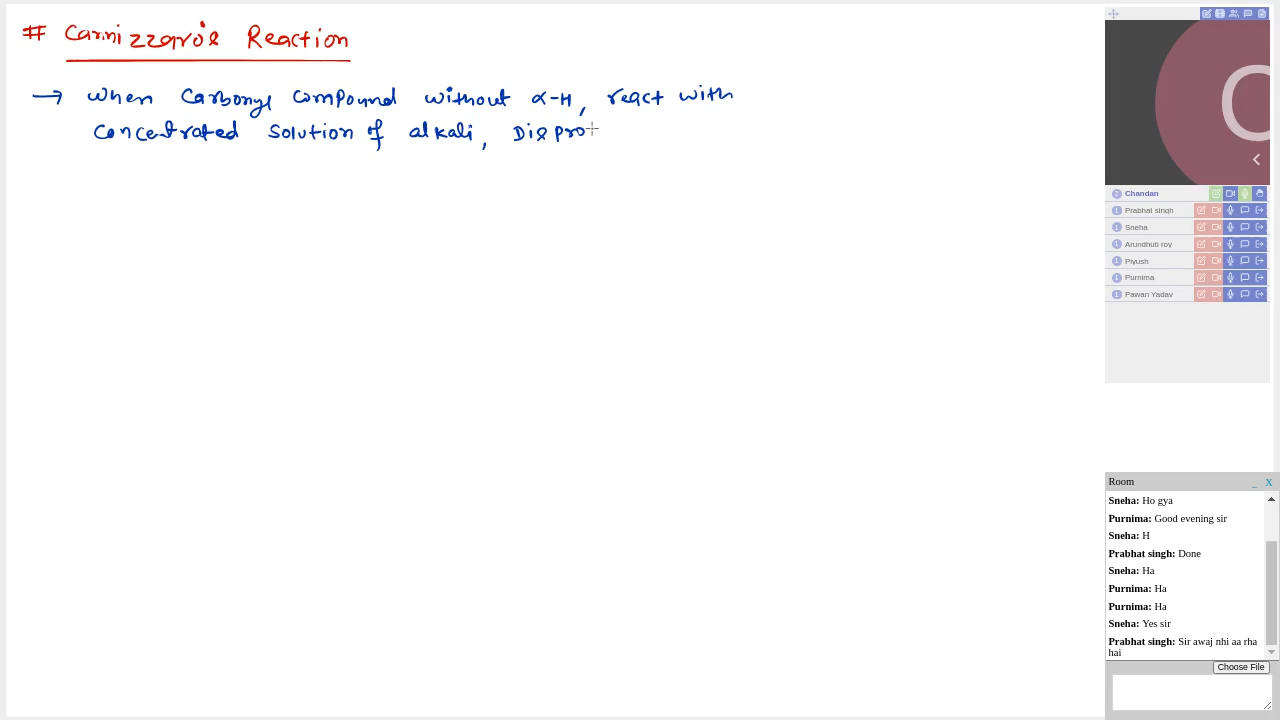 # Cannizzaro's Reaction
→ When Carbonyl Compound without α-H, react with
Concentrated Solution of alkali, Dispro
C
Chandan
Prabhat singh
Sneha
Arundhuti roy
Piyush
Purnima
Pawan Yadav
Room _ X
Sneha: Ho gya
Purnima: Good evening sir
Sneha: H
Prabhat singh: Done
Sneha: Ha
Purnima: Ha
Purnima: Ha
Sneha: Yes sir
Prabhat singh: Sir awaj nhi aa rha
hai
Choose File